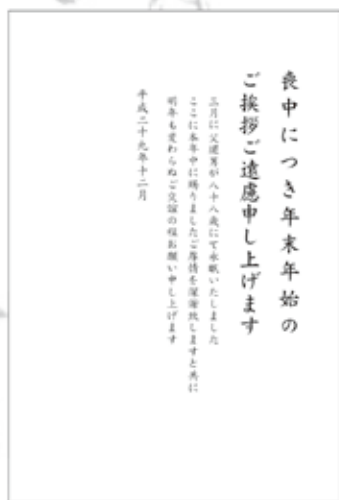 喪中につき年末年始の
ご挨拶ご遠慮申し上げます
三月に父健男が八十八歳にて永眠いたしました
ここに本年中に賜りましたご厚情を深謝致しますと共に
明年も変わらぬご交誼の程お願い申し上げます
平成二十九年十二月